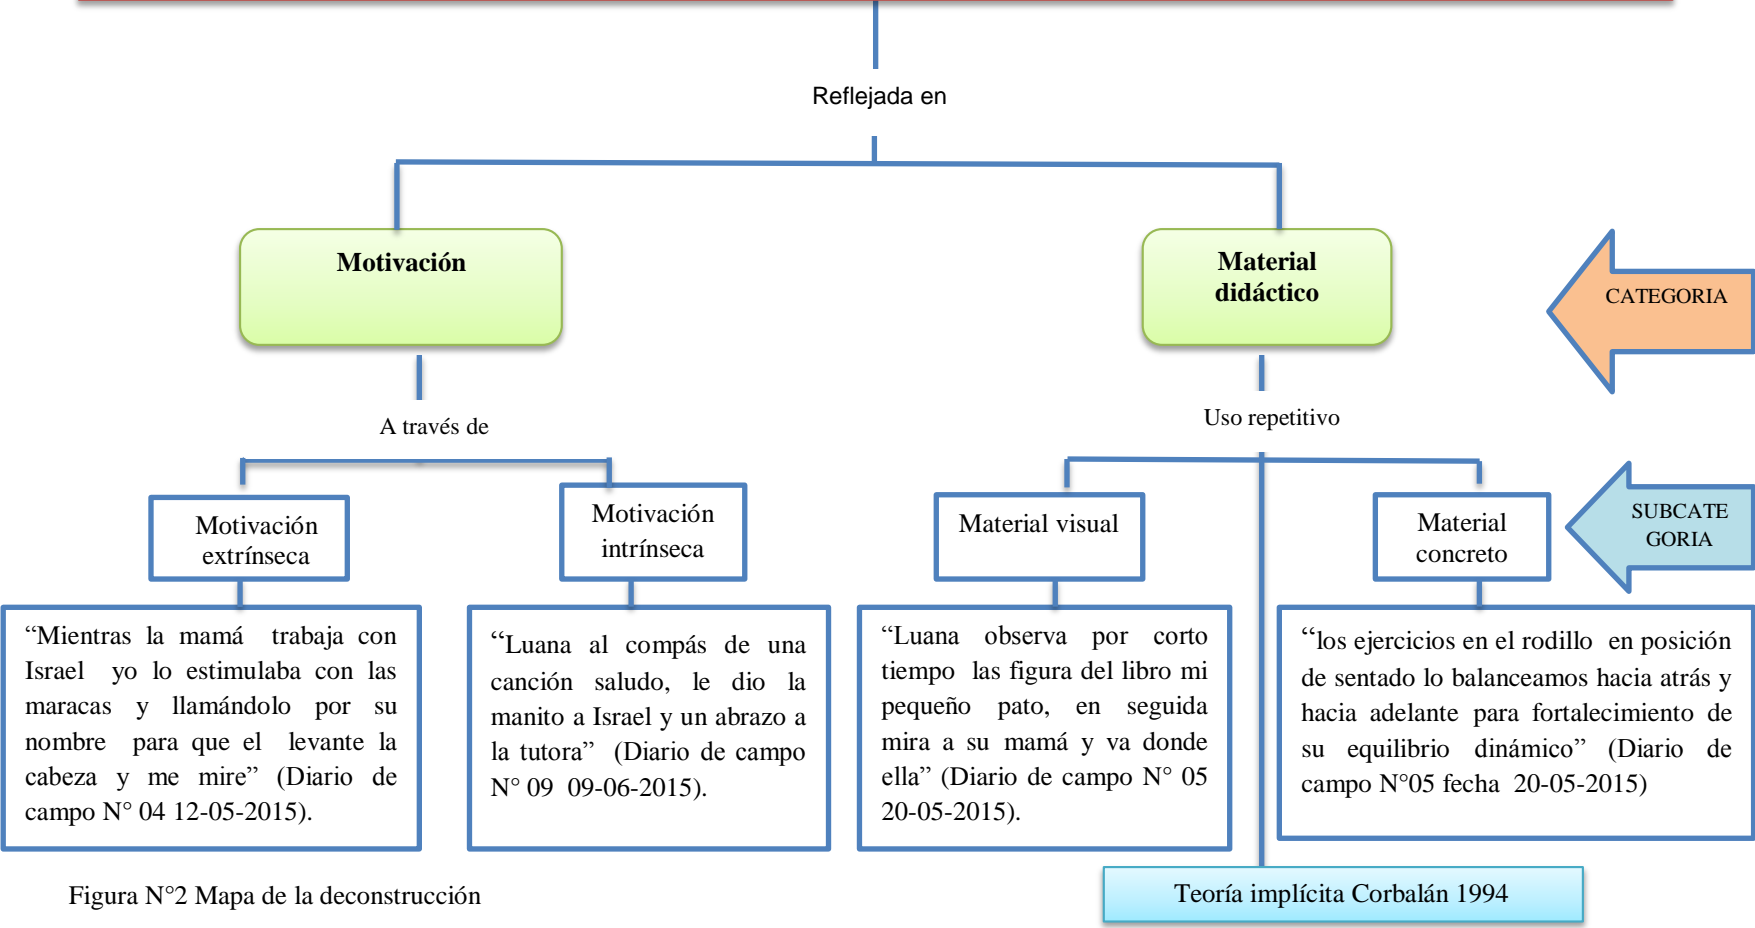 Reflejada en
Motivación
Material
didáctico
CATEGORIA
A través de
Uso repetitivo
Motivación
extrínseca
Motivación
intrínseca
Material visual
Material
concreto
SUBCATE
GORIA
“Mientras la mamá trabaja con
Israel yo lo estimulaba con las
maracas y llamándolo por su
nombre para que el levante la
cabeza y me mire” (Diario de
campo N° 04 12-05-2015).
“Luana al compás de una
canción saludo, le dio la
manito a Israel y un abrazo a
la tutora” (Diario de campo
N° 09 09-06-2015).
“Luana observa por corto
tiempo las figura del libro mi
pequeño pato, en seguida
mira a su mamá y va donde
ella” (Diario de campo N° 05
20-05-2015).
“los ejercicios en el rodillo en posición
de sentado lo balanceamos hacia atrás y
hacia adelante para fortalecimiento de
su equilibrio dinámico” (Diario de
campo N°05 fecha 20-05-2015)
Teoría implícita Corbalán 1994
Figura N°2 Mapa de la deconstrucción